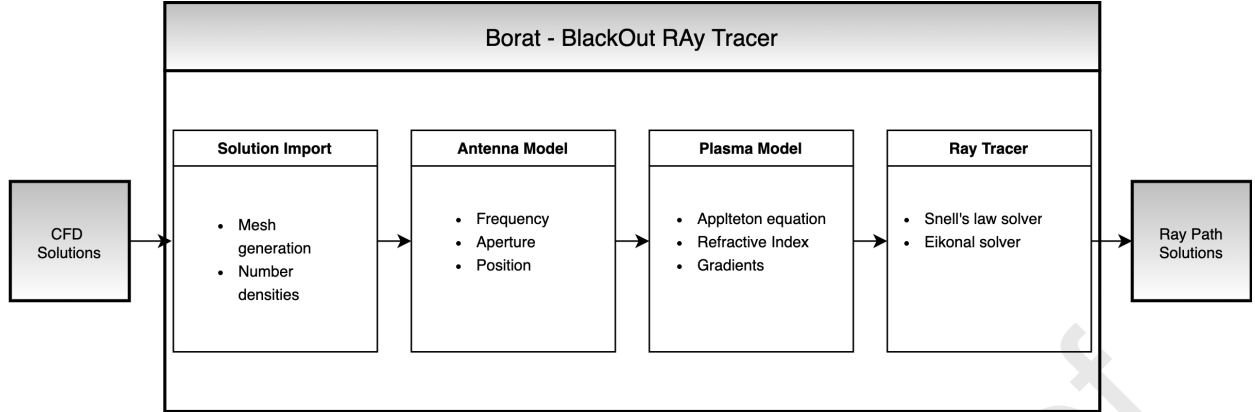 Borat - BlackOut RAy Tracer
CFD
Solutions
Solution Import
• Mesh
generation
• Number
densities
Antenna Model
• Frequency
• Aperture
• Position
Plasma Model
• Applteton equation
• Refractive Index
• Gradients
Ray Tracer
• Snell's law solver
• Eikonal solver
Ray Path
Solutions
f